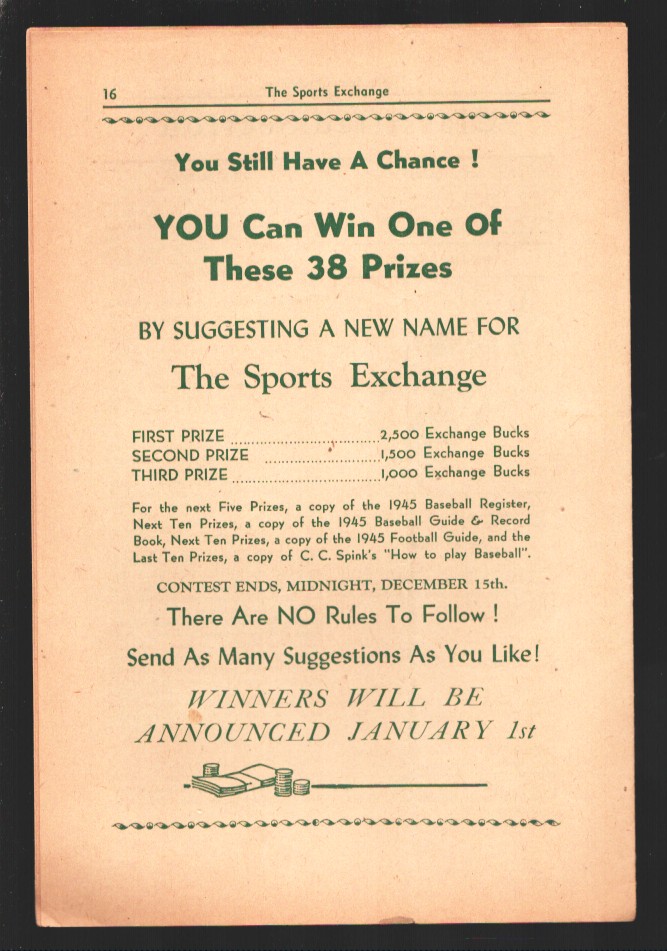 16
The Sports Exchange
You Still Have A Chance !
YOU Can Win One Of
These 38 Prizes
BY SUGGESTING A NEW NAME FOR
The Sports Exchange
FIRST PRIZE ................................ 2,500 Exchange Bucks
SECOND PRIZE ........................ 1,500 Exchange Bucks
THIRD PRIZE ................................ 1,000 Exchange Bucks
For the next Five Prizes, a copy of the 1945 Baseball Register,
Next Ten Prizes, a copy of the 1945 Baseball Guide & Record
Book, Next Ten Prizes, a copy of the 1945 Football Guide, and the
Last Ten Prizes, a copy of C. C. Spink's "How to play Baseball".
CONTEST ENDS, MIDNIGHT, DECEMBER 15th.
There Are NO Rules To Follow !
Send As Many Suggestions As You Like!
WINNERS WILL BE
ANNOUNCED JANUARY 1st